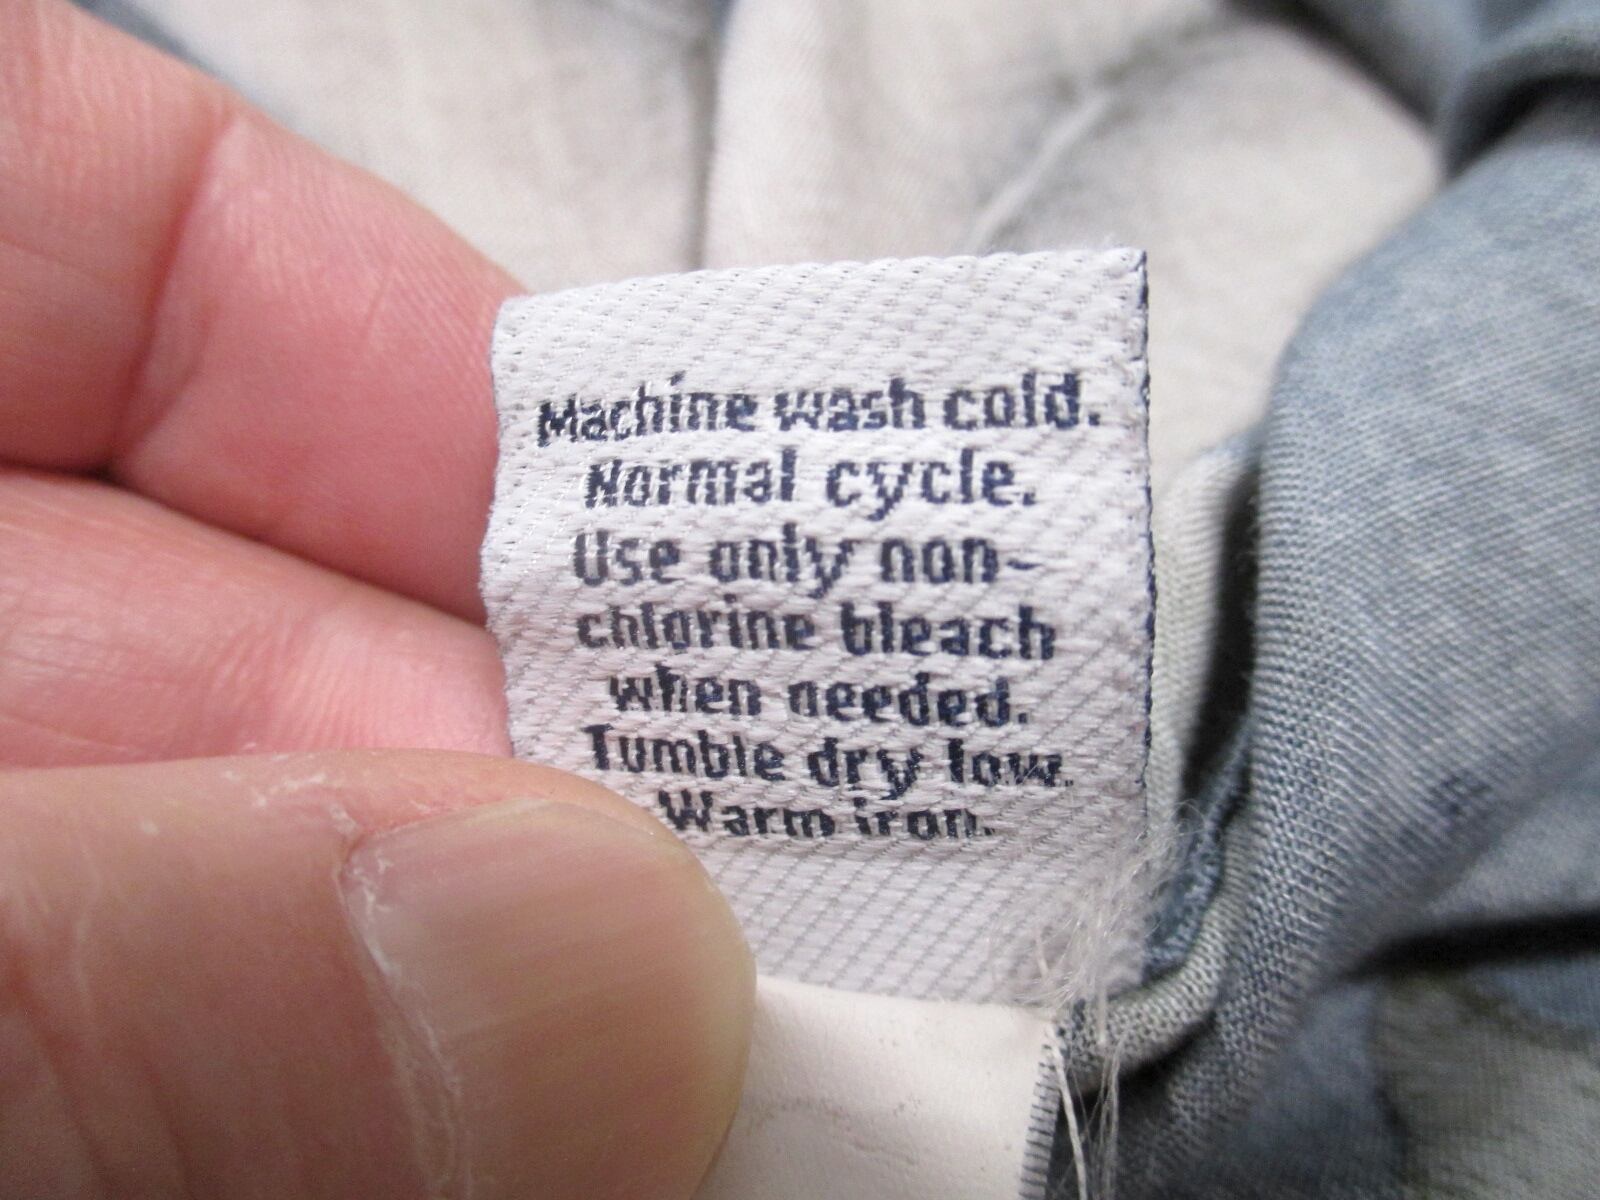 Machine wash cold.
Normal cycle.
Use only non-
chlorine bleach
when needed.
Tumble dry low.
Warm iron.